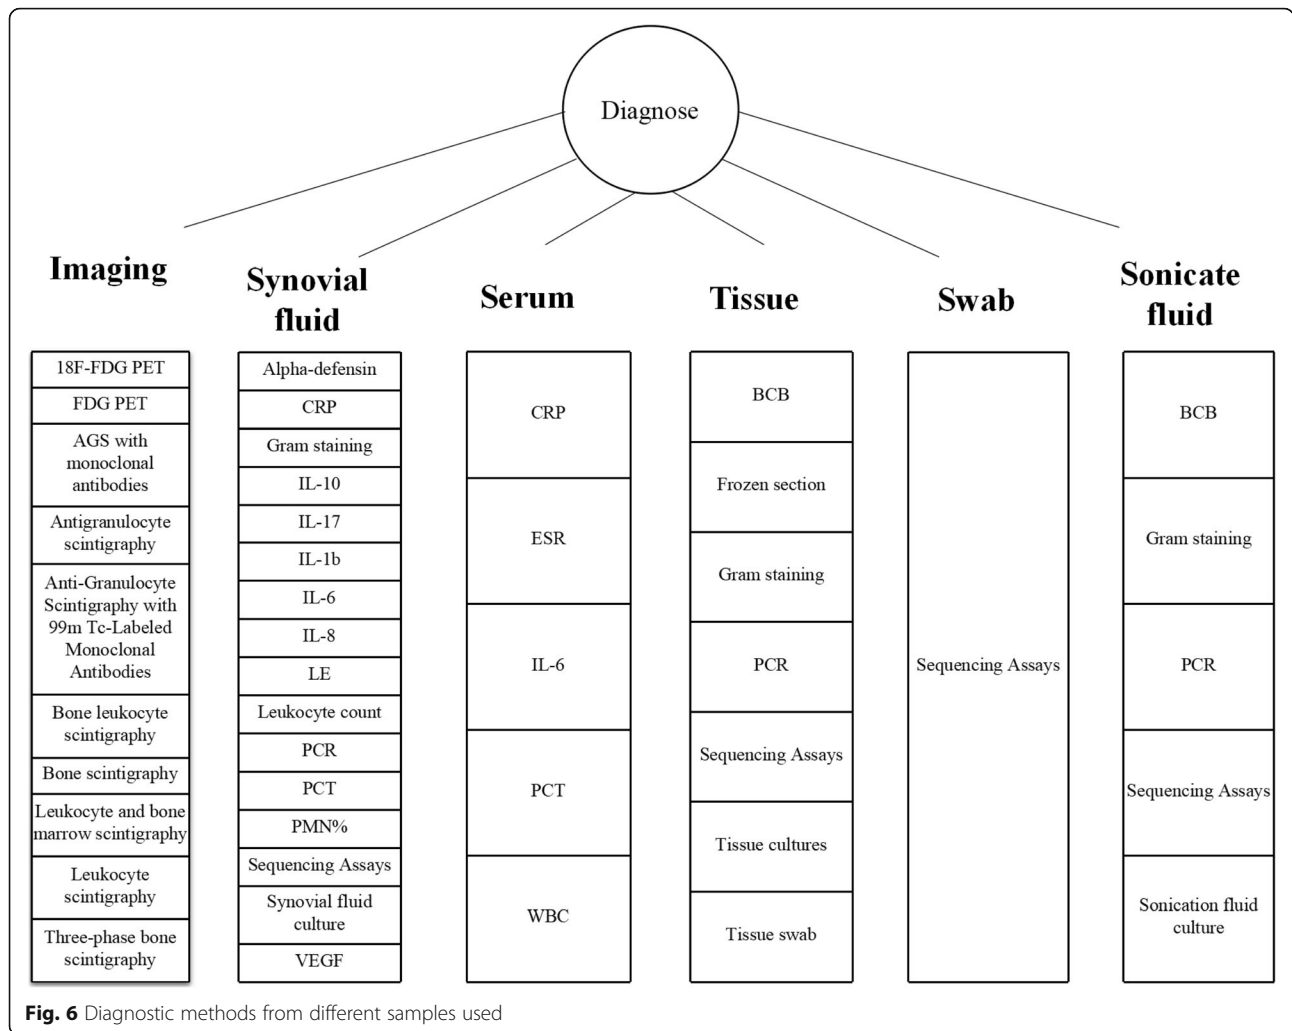 Diagnose
Imaging
18F-FDG PET
FDG PET
AGS with
monoclonal
antibodies
Antigranulocyte
scintigraphy
Anti-Granulocyte
Scintigraphy with
99m Tc-Labeled
Monoclonal
Antibodies
Bone leukocyte
scintigraphy
Bone scintigraphy
Leukocyte and bone
marrow scintigraphy
Leukocyte
scintigraphy
Three-phase bone
scintigraphy
Synovial
fluid
Alpha-defensin
CRP
Gram staining
IL-10
IL-17
IL-1b
IL-6
IL-8
LE
Leukocyte count
PCR
PCT
PMN%
Sequencing Assays
Synovial fluid
culture
VEGF
Serum
CRP
ESR
IL-6
PCT
WBC
Tissue
BCB
Frozen section
Gram staining
PCR
Sequencing Assays
Tissue cultures
Tissue swab
Swab
Sequencing Assays
Sonicate
fluid
BCB
Gram staining
PCR
Sequencing Assays
Sonication fluid
culture
Fig. 6 Diagnostic methods from different samples used